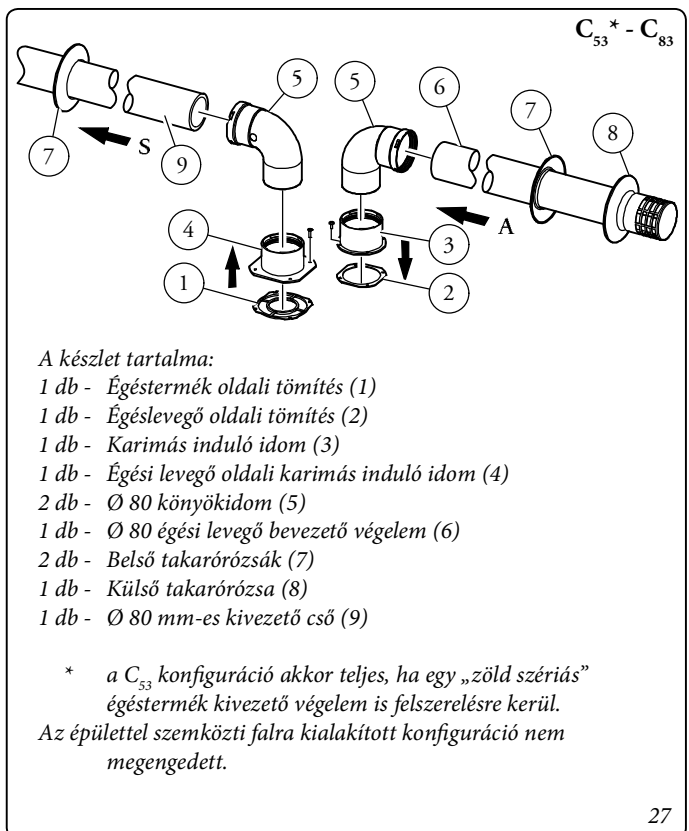 C53* - C83
5
5
6
7
8
7
S
9
A
4
3
1
2
A készlet tartalma:
1 db - Égéstermék oldali tömítés (1)
1 db - Égéslevegő oldali tömítés (2)
1 db - Karimás induló idom (3)
1 db - Égési levegő oldali karimás induló idom (4)
2 db - Ø 80 könyökidom (5)
1 db - Ø 80 égési levegő bevezető végelem (6)
2 db - Belső takarórózsák (7)
1 db - Külső takarórózsa (8)
1 db - Ø 80 mm-es kivezető cső (9)
* a C53 konfiguráció akkor teljes, ha egy „zöld szériás”
égéstermék kivezető végelem is felszerelésre kerül.
Az épülettel szemközti falra kialakított konfiguráció nem
megengedett.
27